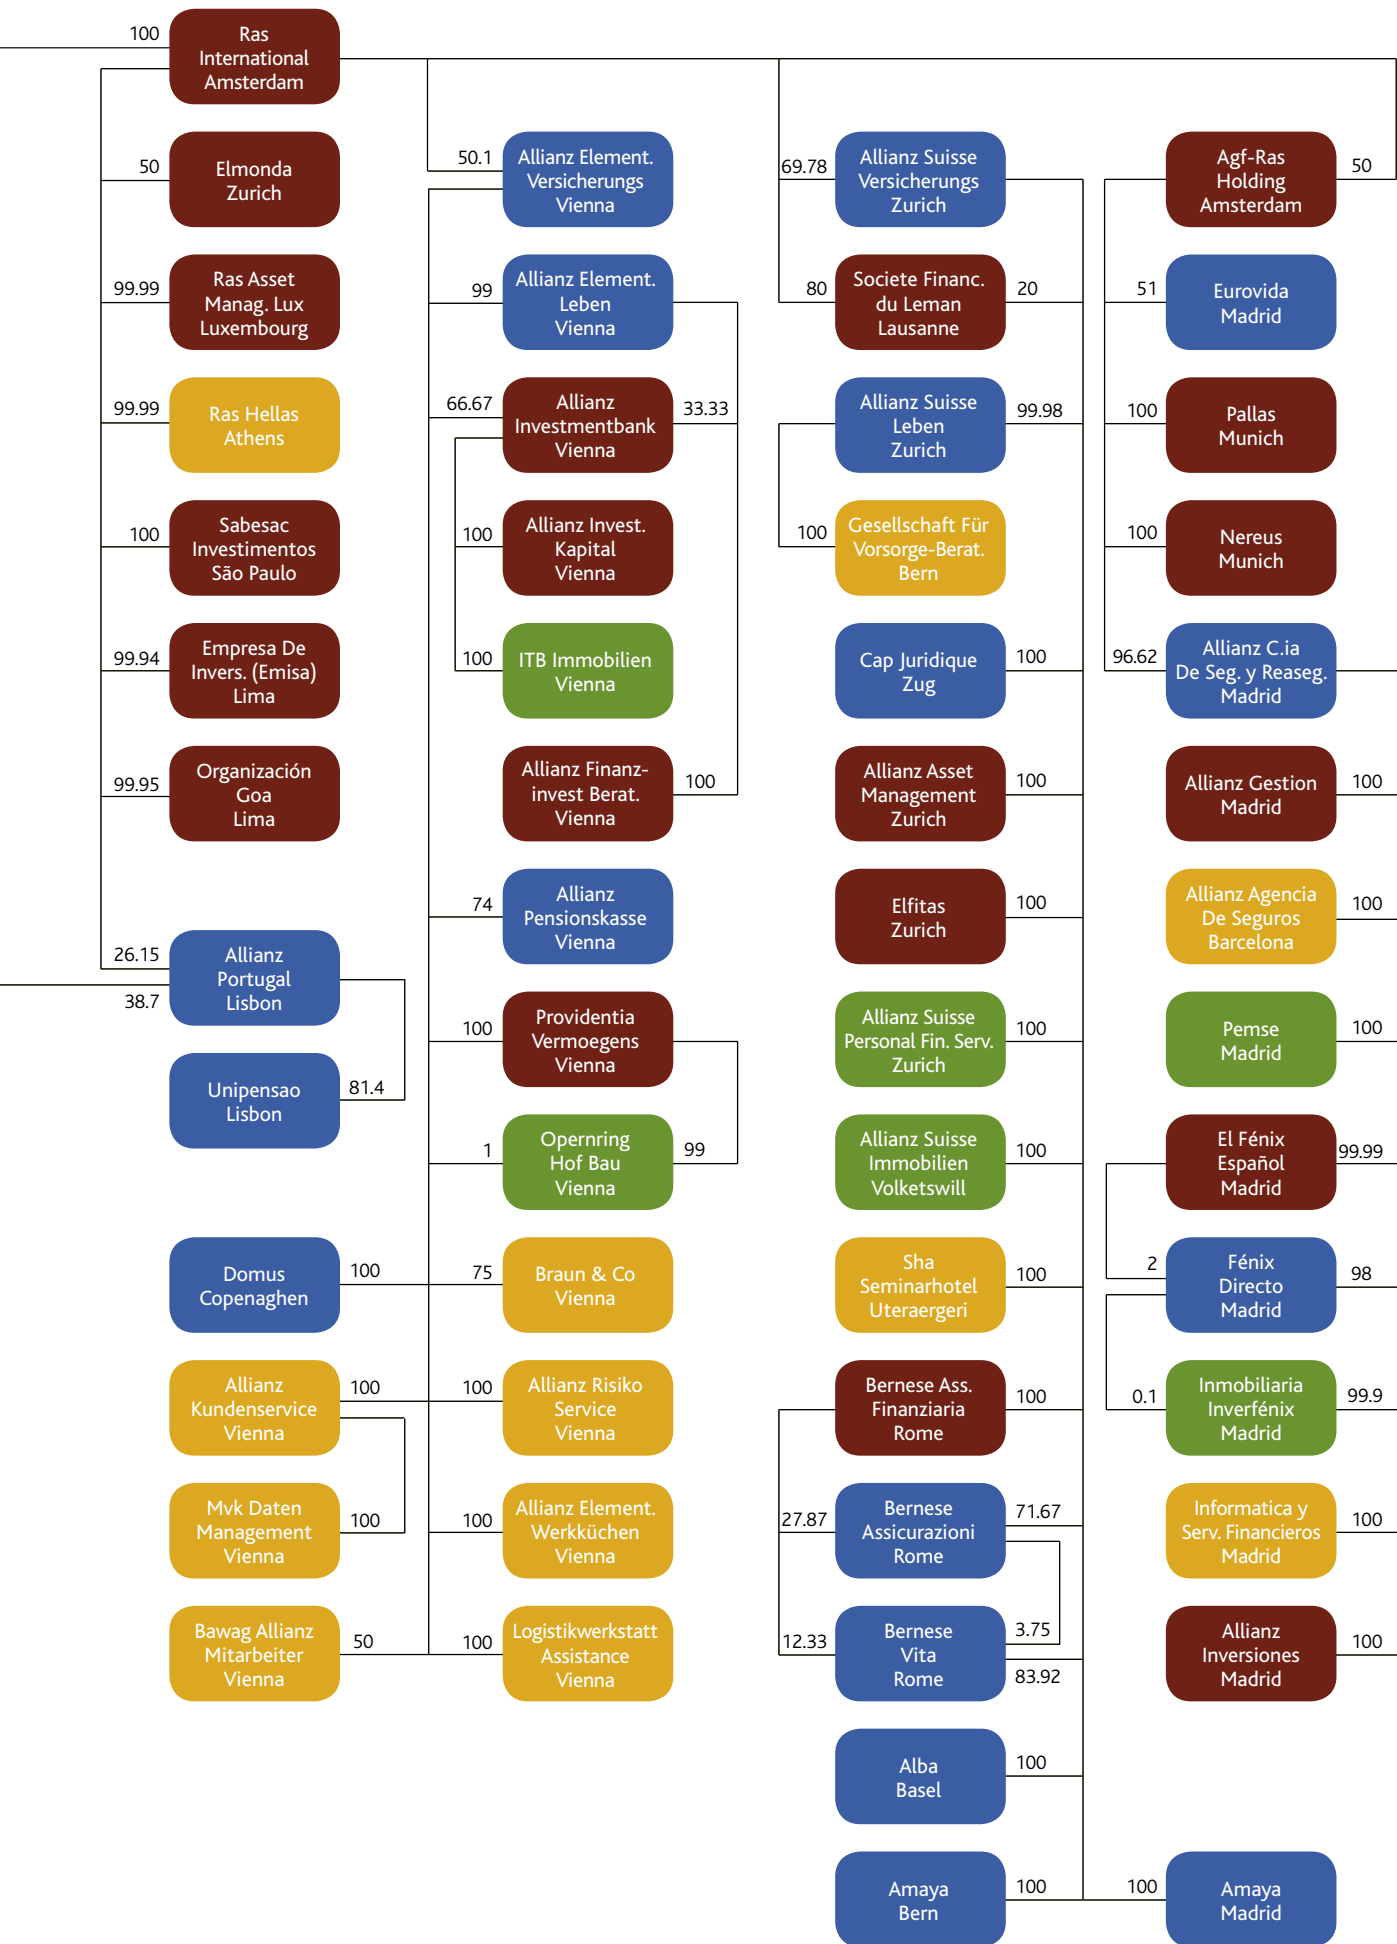 100
Ras
International
Amsterdam
50
Elmonda
Zurich
99.99
Ras Asset
Manag. Lux
Luxembourg
99.99
Ras Hellas
Athens
100
Sabesac
Investimentos
São Paulo
99.94
Empresa De
Invers. (Emisa)
Lima
99.95
Organización
Goa
Lima
26.15
38.7
Allianz
Portugal
Lisbon
Unipensao
Lisbon
81.4
Domus
Copenaghen
100
Allianz
Kundenservice
Vienna
100
Mvk Daten
Management
Vienna
100
Bawag Allianz
Mitarbeiter
Vienna
50
50.1
Allianz Element.
Versicherungs
Vienna
99
Allianz Element.
Leben
Vienna
66.67
Allianz
Investmentbank
Vienna
33.33
100
Allianz Invest.
Kapital
Vienna
100
ITB Immobilien
Vienna
Allianz Finanz-
invest Berat.
Vienna
100
74
Allianz
Pensionskasse
Vienna
100
Providentia
Vermoegens
Vienna
1
Opernring
Hof Bau
Vienna
99
75
Braun & Co
Vienna
100
Allianz Risiko
Service
Vienna
100
Allianz Element.
Werkküchen
Vienna
100
Logistikwerkstatt
Assistance
Vienna
69.78
Allianz Suisse
Versicherungs
Zurich
80
Societe Financ.
du Leman
Lausanne
20
Allianz Suisse
Leben
Zurich
99.98
100
Gesellschaft Für
Vorsorge-Berat.
Bern
Cap Juridique
Zug
100
Allianz Asset
Management
Zurich
100
Elfitas
Zurich
100
Allianz Suisse
Personal Fin. Serv.
Zurich
100
Allianz Suisse
Immobilien
Volketswill
100
Sha
Seminarhotel
Uteraergeri
100
Bernese Ass.
Finanziaria
Rome
100
27.87
Bernese
Assicurazioni
Rome
71.67
12.33
Bernese
Vita
Rome
3.75
83.92
Alba
Basel
100
Amaya
Bern
100
Agf-Ras
Holding
Amsterdam
50
51
Eurovida
Madrid
100
Pallas
Munich
100
Nereus
Munich
96.62
Allianz C.ia
De Seg. y Reaseg.
Madrid
Allianz Gestion
Madrid
100
Allianz Agencia
De Seguros
Barcelona
100
Pemse
Madrid
100
El Fénix
Español
Madrid
99.99
2
Fénix
Directo
Madrid
98
0.1
Inmobiliaria
Inverfénix
Madrid
99.9
Informatica y
Serv. Financieros
Madrid
100
Allianz
Inversiones
Madrid
100
100
Amaya
Madrid